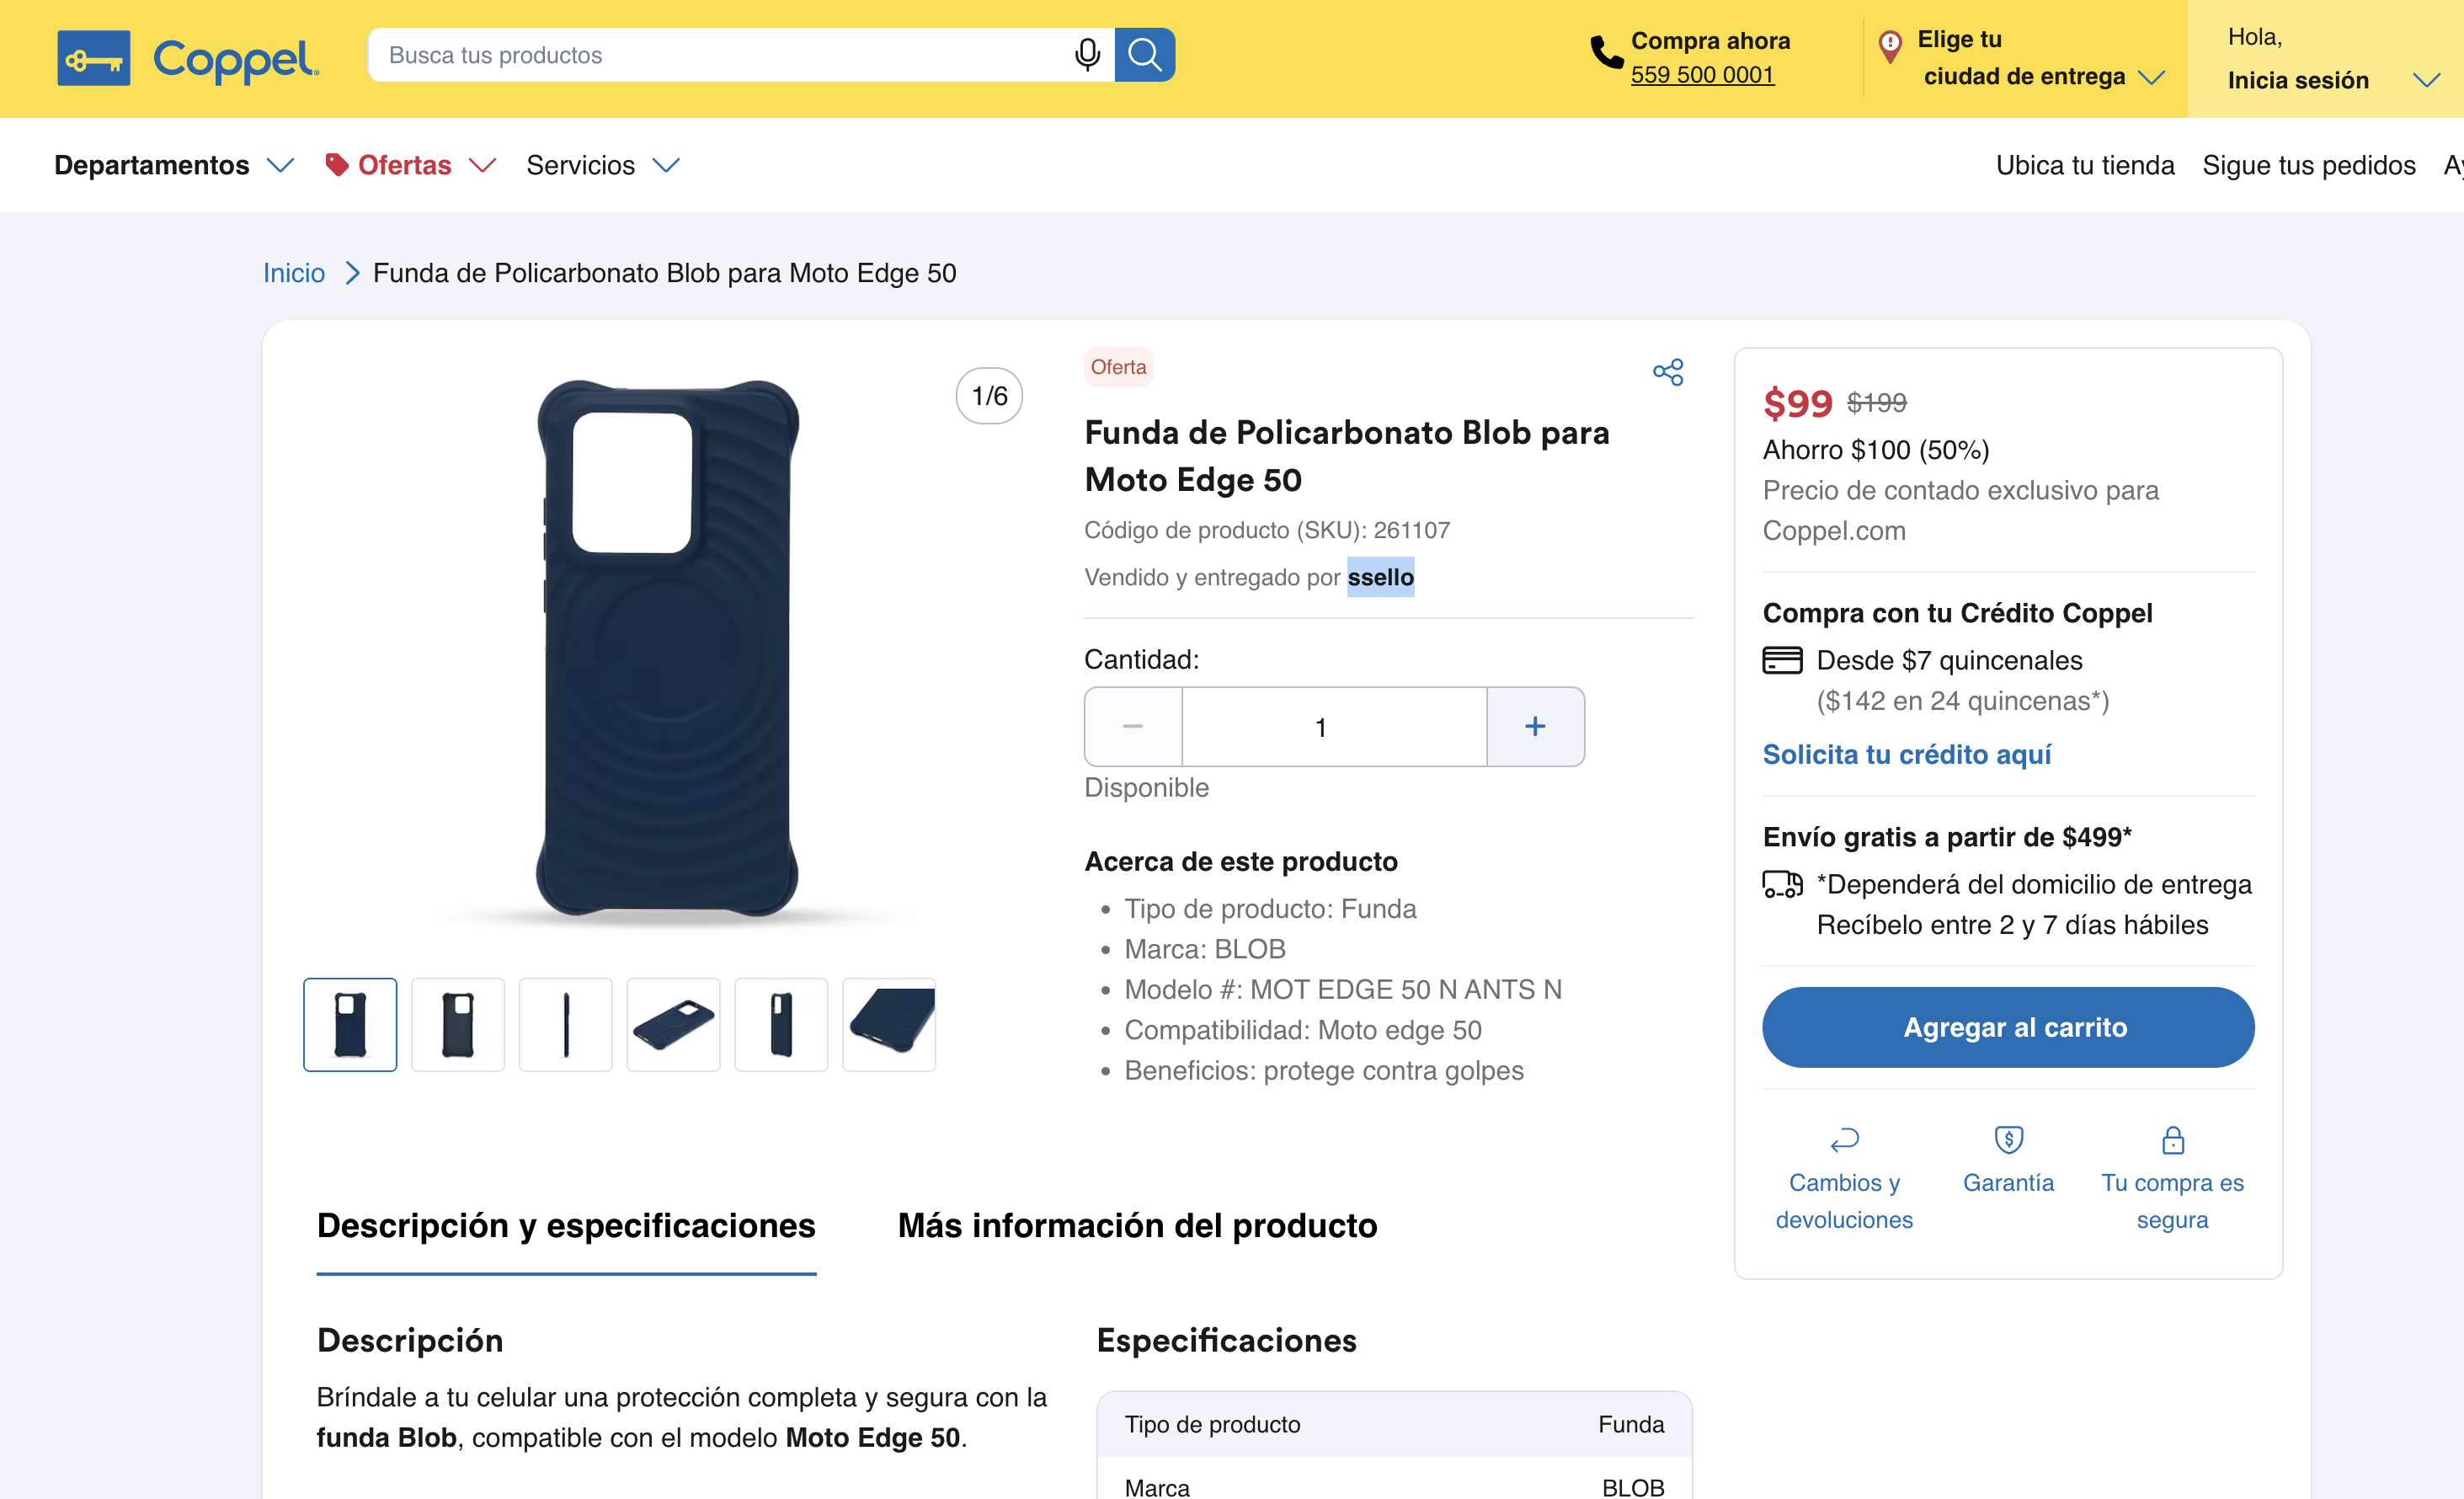 Coppel
Busca tus productos
Compra ahora
559 500 0001
Elige tu
ciudad de entrega
Hola,
Inicia sesión
Departamentos
Ofertas
Servicios
Ubica tu tienda
Sigue tus pedidos
Inicio
Funda de Policarbonato Blob para Moto Edge 50
1/6
Oferta
Funda de Policarbonato Blob para
Moto Edge 50
Código de producto (SKU): 261107
Vendido y entregado por ssello
Cantidad:
1
Disponible
Acerca de este producto
Tipo de producto: Funda
Marca: BLOB
Modelo #: MOT EDGE 50 N ANTS N
Compatibilidad: Moto edge 50
Beneficios: protege contra golpes
$99 $199
Ahorro $100 (50%)
Precio de contado exclusivo para
Coppel.com
Compra con tu Crédito Coppel
Desde $7 quincenales
($142 en 24 quincenas*)
Solicita tu crédito aquí
Envío gratis a partir de $499*
*Dependerá del domicilio de entrega
Recíbelo entre 2 y 7 días hábiles
Agregar al carrito
Cambios y
devoluciones
Garantía
Tu compra es
segura
Descripción y especificaciones
Más información del producto
Descripción
Bríndale a tu celular una protección completa y segura con la
funda Blob, compatible con el modelo Moto Edge 50.
Especificaciones
Tipo de producto Funda
Marca BLOB